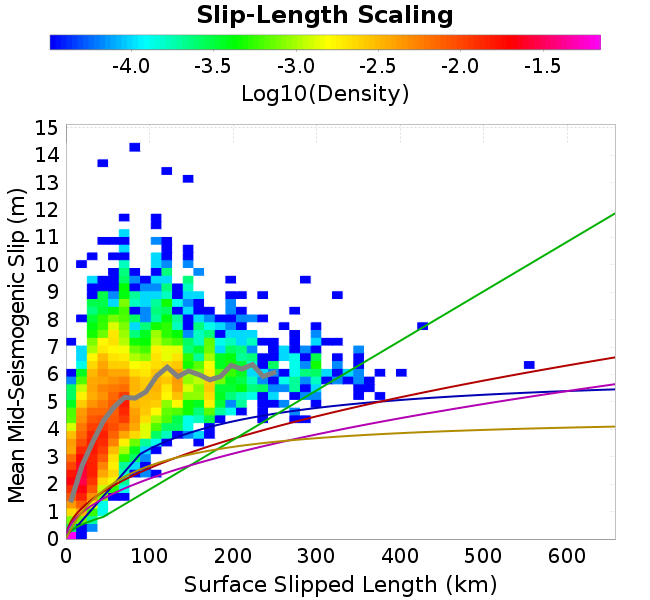 Slip-Length Scaling
-4.0 -3.5 -3.0 -2.5 -2.0 -1.5
Log10(Density)
15
14
13
12
11
10
9
8
7
6
5
4
3
2
1
0
Mean Mid-Seismogenic Slip (m)
0 100 200 300 400 500 600
Surface Slipped Length (km)